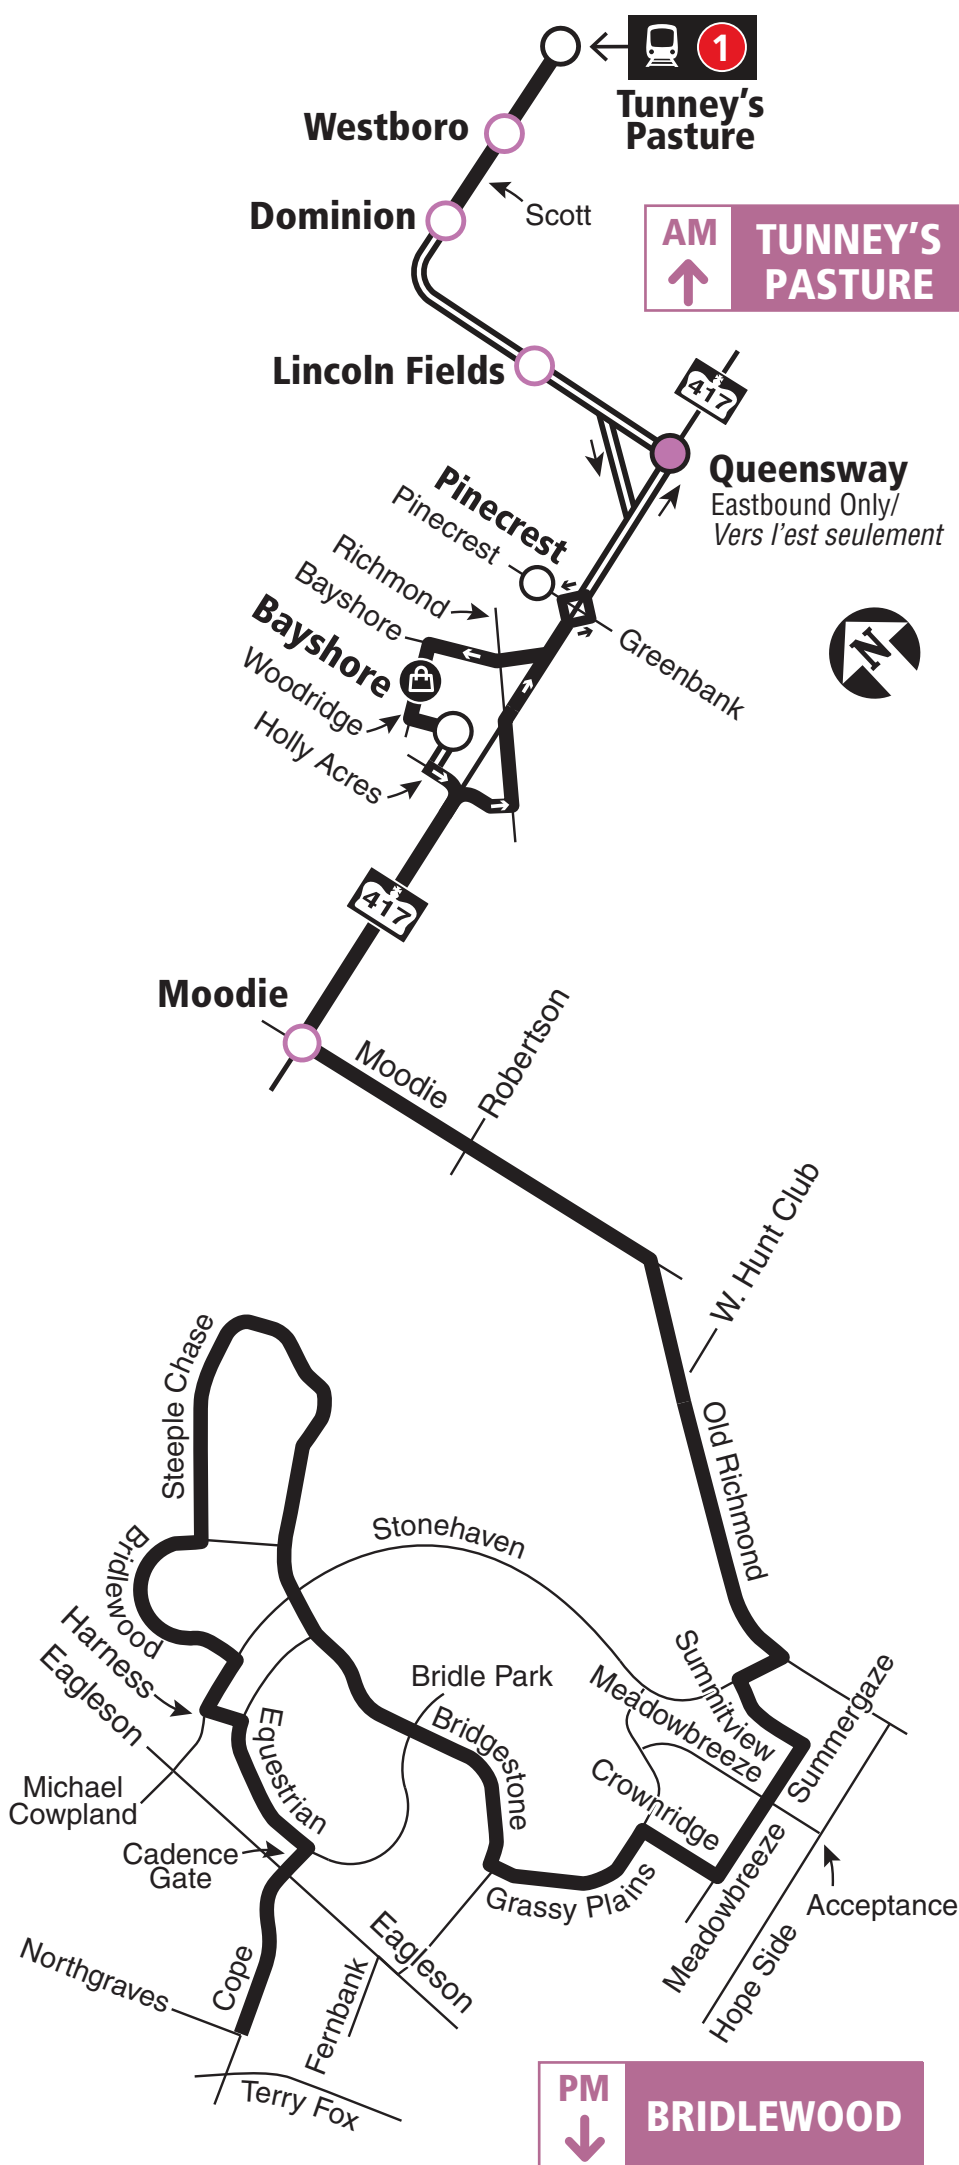 1
Tunney's
Pasture
Westboro
Scott
Dominion
AM
TUNNEY'S
PASTURE
Lincoln Fields
417
Queensway
Eastbound Only/
Vers l'est seulement
Pinecrest
Pinecrest
Richmond
Bayshore
Bayshore
Woodridge
Holly Acres
Greenbank
N
417
Moodie
Moodie
Robertson
W. Hunt Club
Old Richmond
Steeple Chase
Stonehaven
Bridlewood
Harness
Eagleson
Bridle Park
Bridgestone
Equestrian
Michael
Cowpland
Cadence
Gate
Summitview
Meadowbreeze
Summergaze
Crownridge
Grassy Plains
Meadowbreeze
Acceptance
Hope Side
Eagleson
Northgraves
Cope
Fernbank
Terry Fox
PM
BRIDLEWOOD